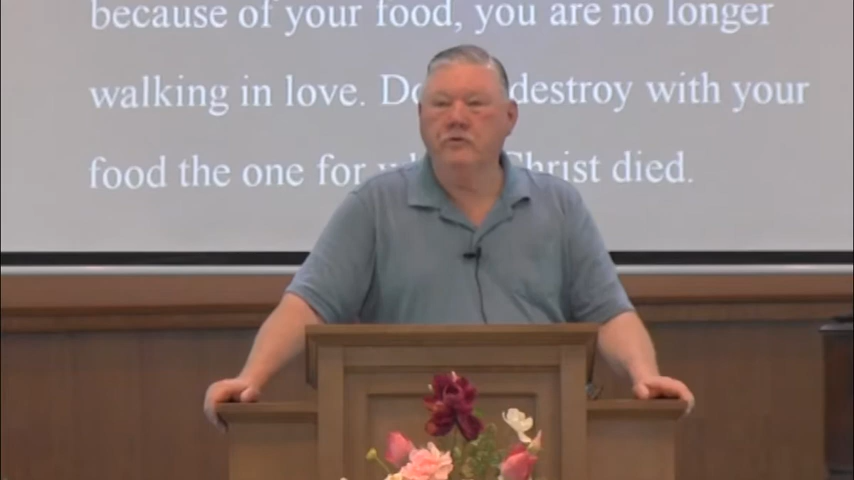 because of your food, you are no longer
walking in love. Do destroy with your
food the one for Christ died.